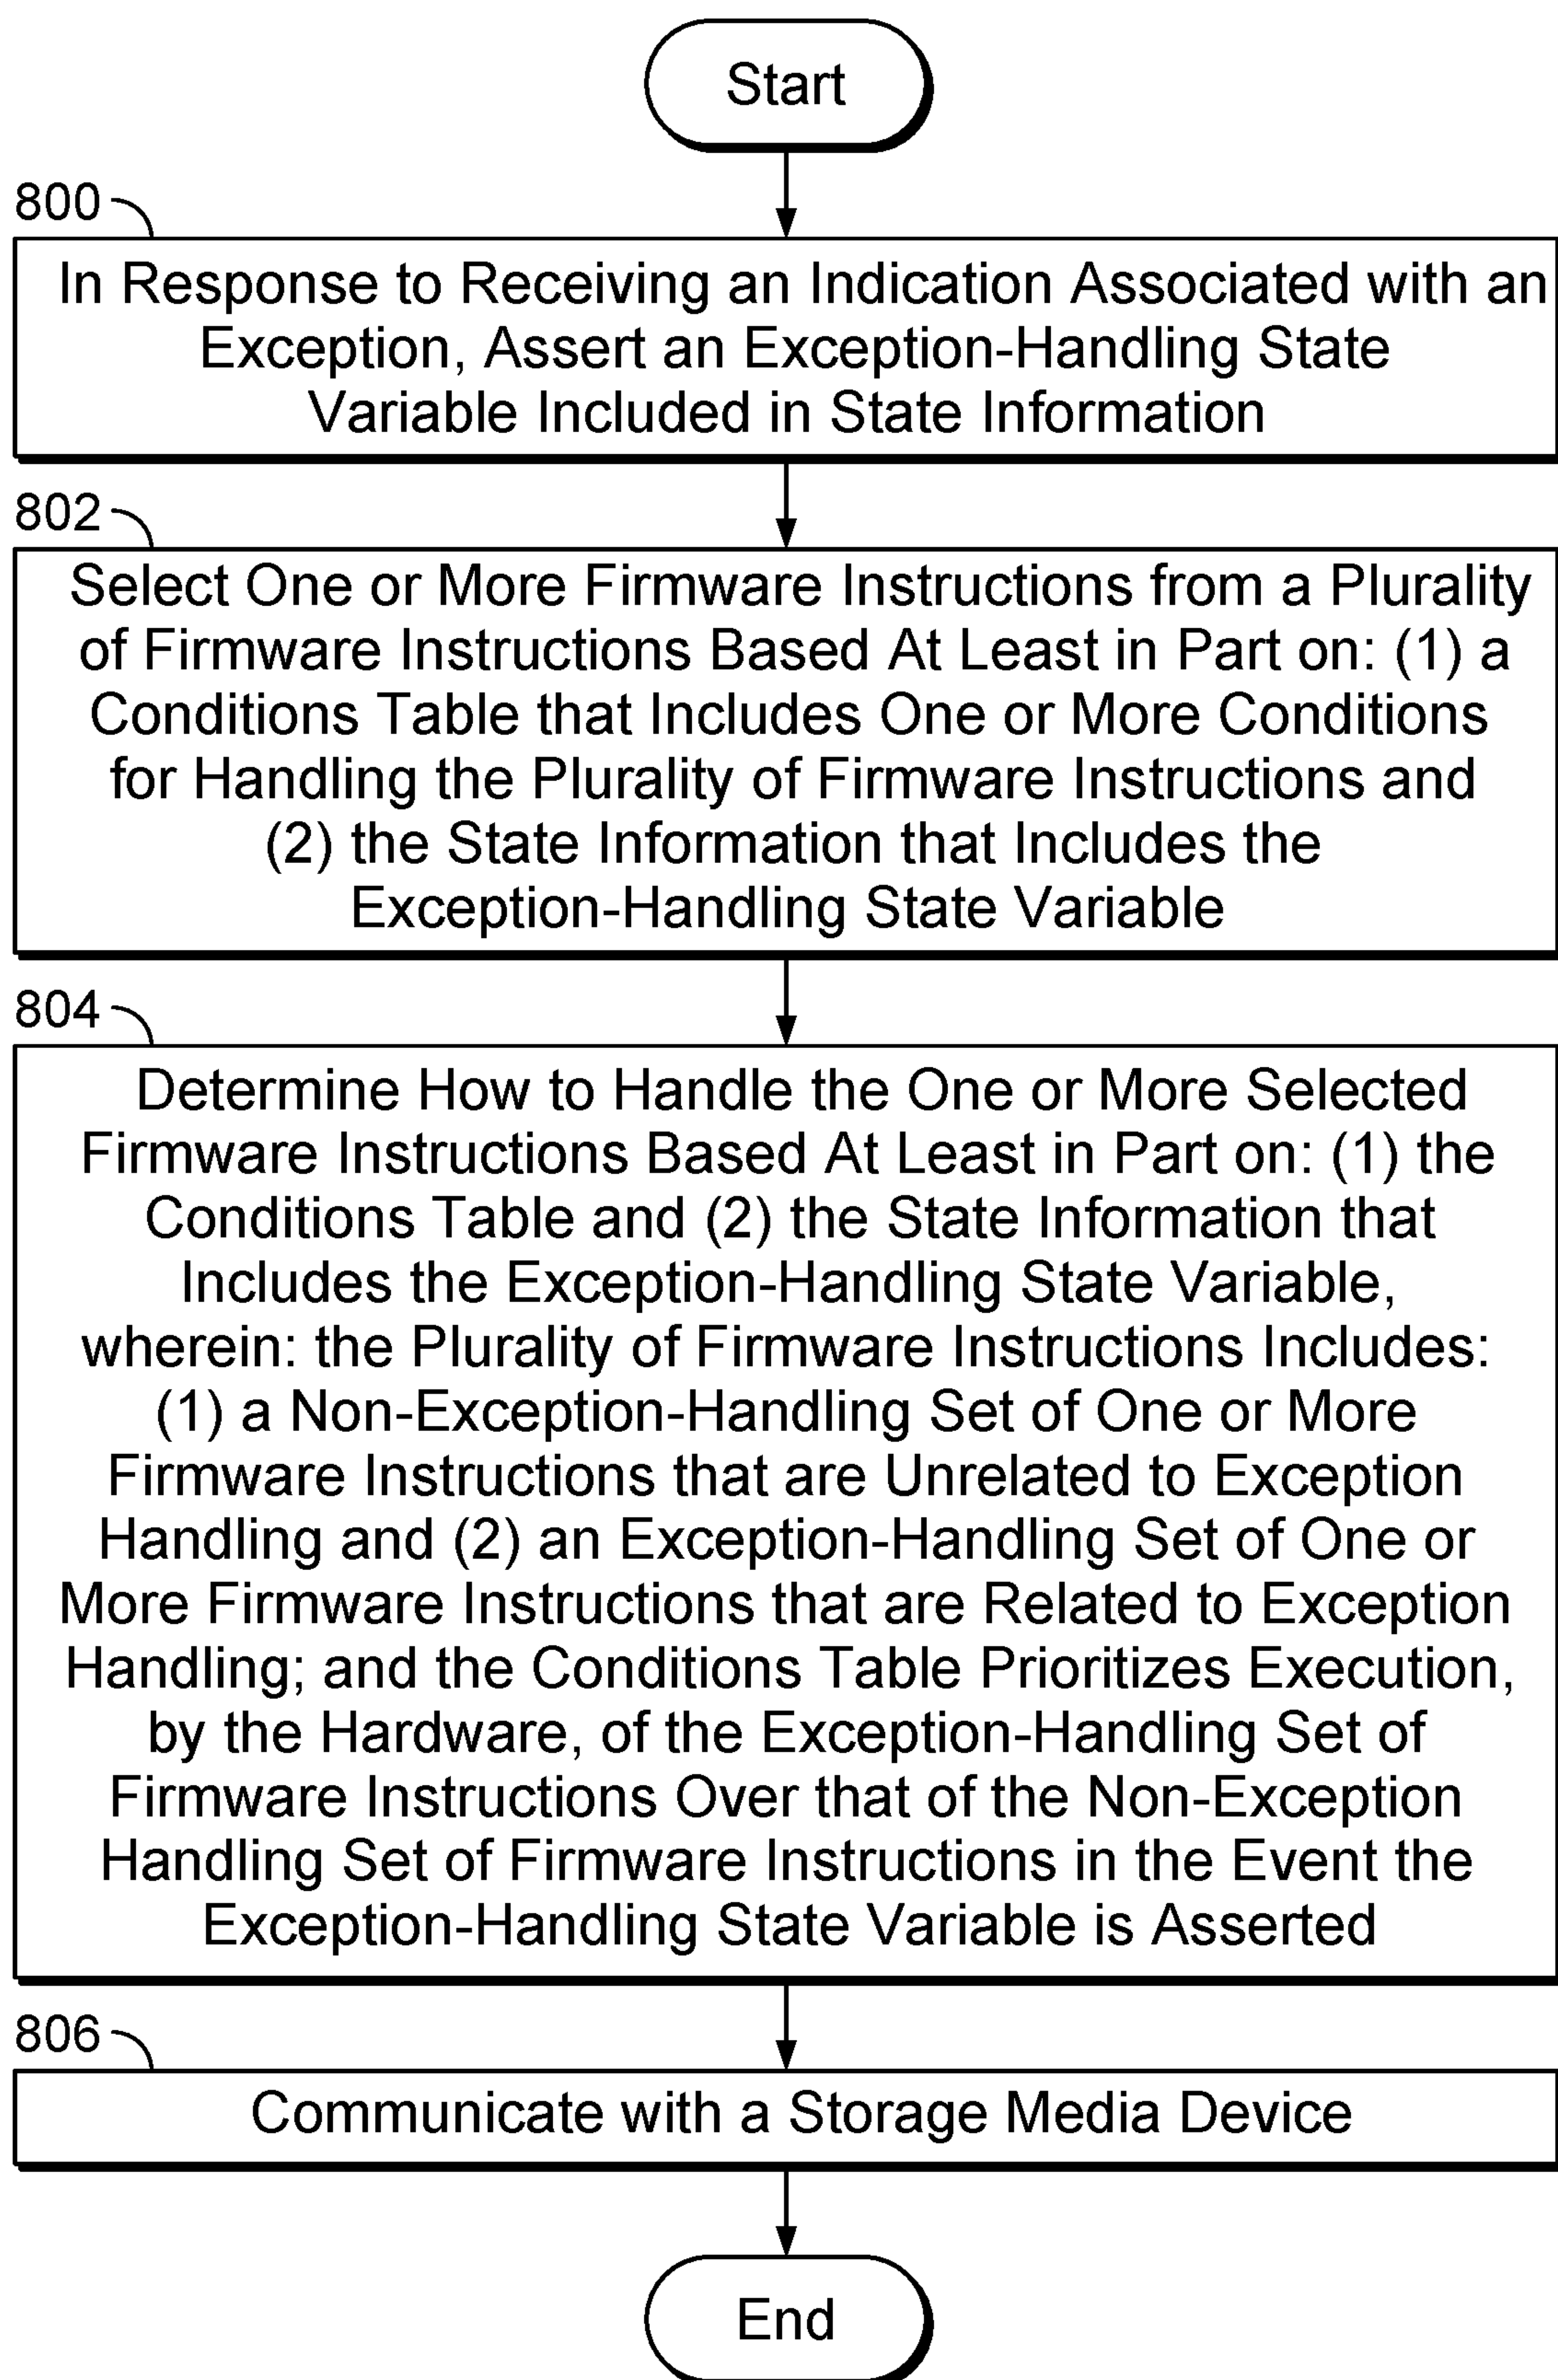 Start
800
In Response to Receiving an Indication Associated with an
Exception, Assert an Exception-Handling State
Variable Included in State Information
802
Select One or More Firmware Instructions from a Plurality
of Firmware Instructions Based At Least in Part on: (1) a
Conditions Table that Includes One or More Conditions
for Handling the Plurality of Firmware Instructions and
(2) the State Information that Includes the
Exception-Handling State Variable
804
Determine How to Handle the One or More Selected
Firmware Instructions Based At Least in Part on: (1) the
Conditions Table and (2) the State Information that
Includes the Exception-Handling State Variable,
wherein: the Plurality of Firmware Instructions Includes:
(1) a Non-Exception-Handling Set of One or More
Firmware Instructions that are Unrelated to Exception
Handling and (2) an Exception-Handling Set of One or
More Firmware Instructions that are Related to Exception
Handling; and the Conditions Table Prioritizes Execution,
by the Hardware, of the Exception-Handling Set of
Firmware Instructions Over that of the Non-Exception
Handling Set of Firmware Instructions in the Event the
Exception-Handling State Variable is Asserted
806
Communicate with a Storage Media Device
End